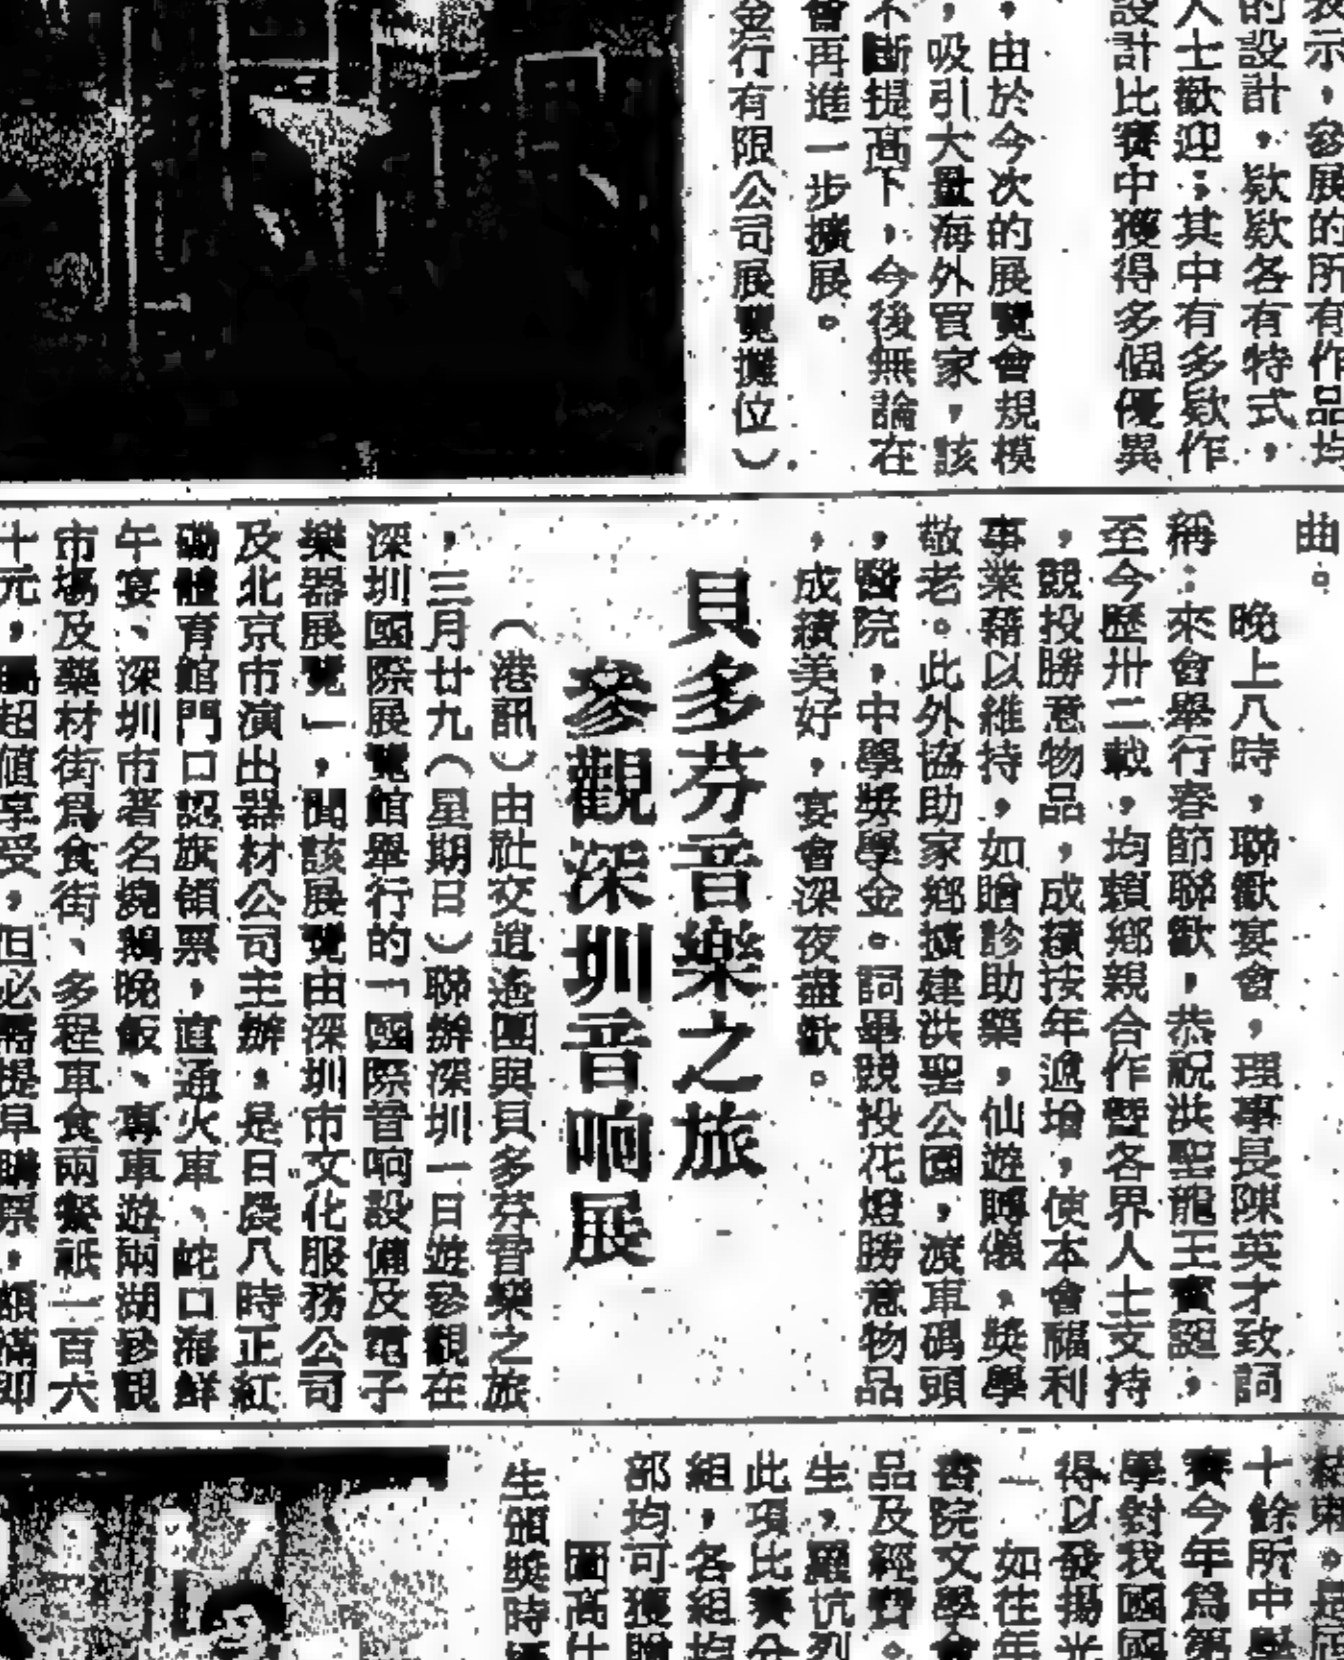 表示，參展的所有作品均
的設計，欵欵各有特式，
人士歡迎；其中有多欵作
設計比賽中獲得多個優異
，由於今次的展覽會規模
，吸引大量海外買家，該
不斷提高下，今後無論在
會再進一步擴展。
金行有限公司展覽攤位）
曲。
晚上八時，聯歡宴會，理事長陳英才致詞
稱：來會舉行春節聯歡，恭祝洪聖龍王寶誕，
至今歷卅二載，均賴鄉親合作暨各界人士支持
，競投勝意物品，成績按年遞增，使本會福利
事業藉以維持，如贈診助藥，仙遊賻儀，獎學
敬老。此外協助家鄉擴建洪聖公園，渡車碼頭
，醫院，中學獎學金。詞畢競投花燈勝意物品
，成績美好，宴會深夜盡歡。
貝多芬音樂之旅
參觀深圳音响展
（港訊）由社交逍遙團與貝多芬音樂之旅
，三月廿九（星期日）聯辦深圳一日遊參觀在
深圳國際展覽館舉行的「國際音响設備及電子
樂器展覽」，聞該展覽由深圳市文化服務公司
及北京市演出器材公司主辦。是日晨八時正紅
磡體育館門口認旗領票，直通火車、蛇口海鮮
午宴、深圳市著名燒鵝晚飯、專車遊兩湖參觀
市場及藥材街爲食街、多程車食兩餐祇一百六
十元，屬超值享受，但必需提早購票，額滿即
十餘所中學
賽今年爲第
學對我國國
得以發揚光
一如往年
書院文學會
品及經費。
生，羅抗烈
此項比賽分
組，各組均
部均可獲贈
圖高仕
生頒獎時